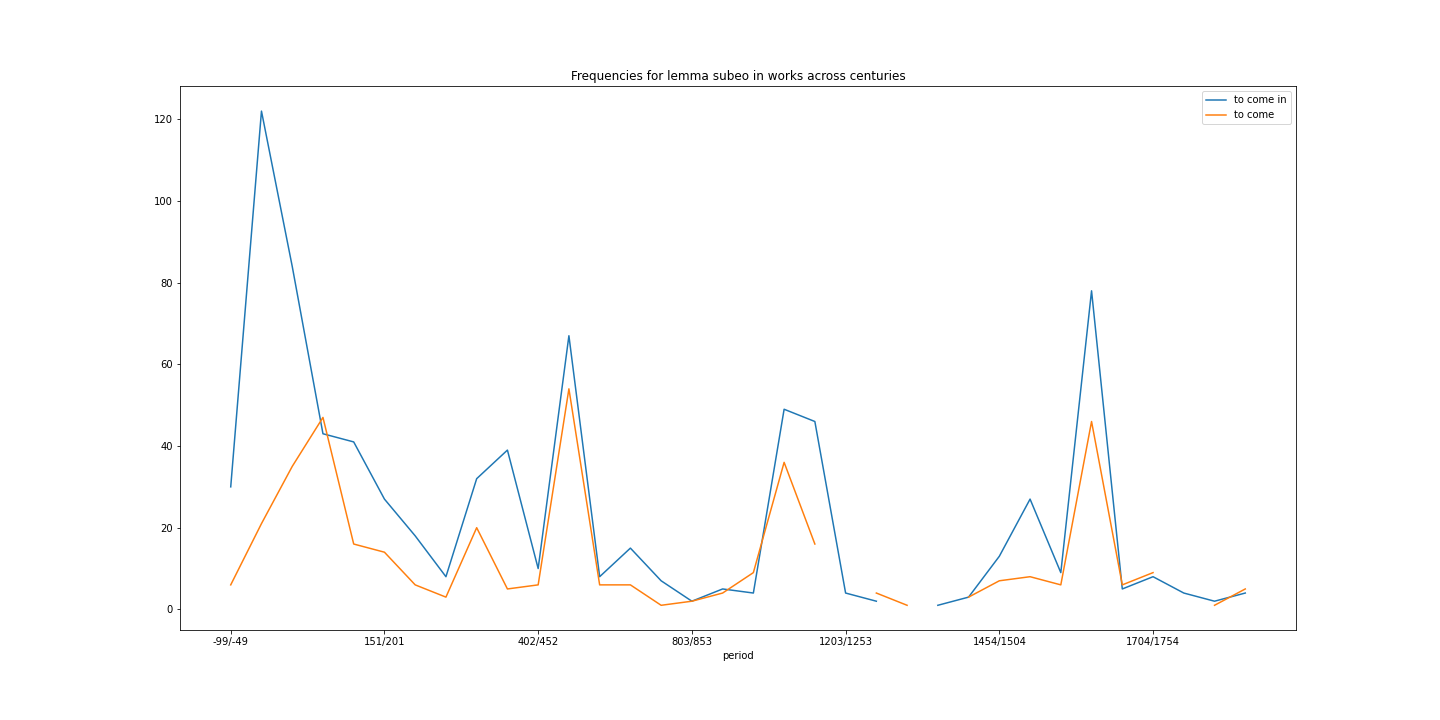 Frequencies for lemma subeo in works across centuries
to come in
to come
120
100
80
60
40
20
0
-99/-49 151/201 402/452 803/853 1203/1253 1454/1504 1704/1754
period